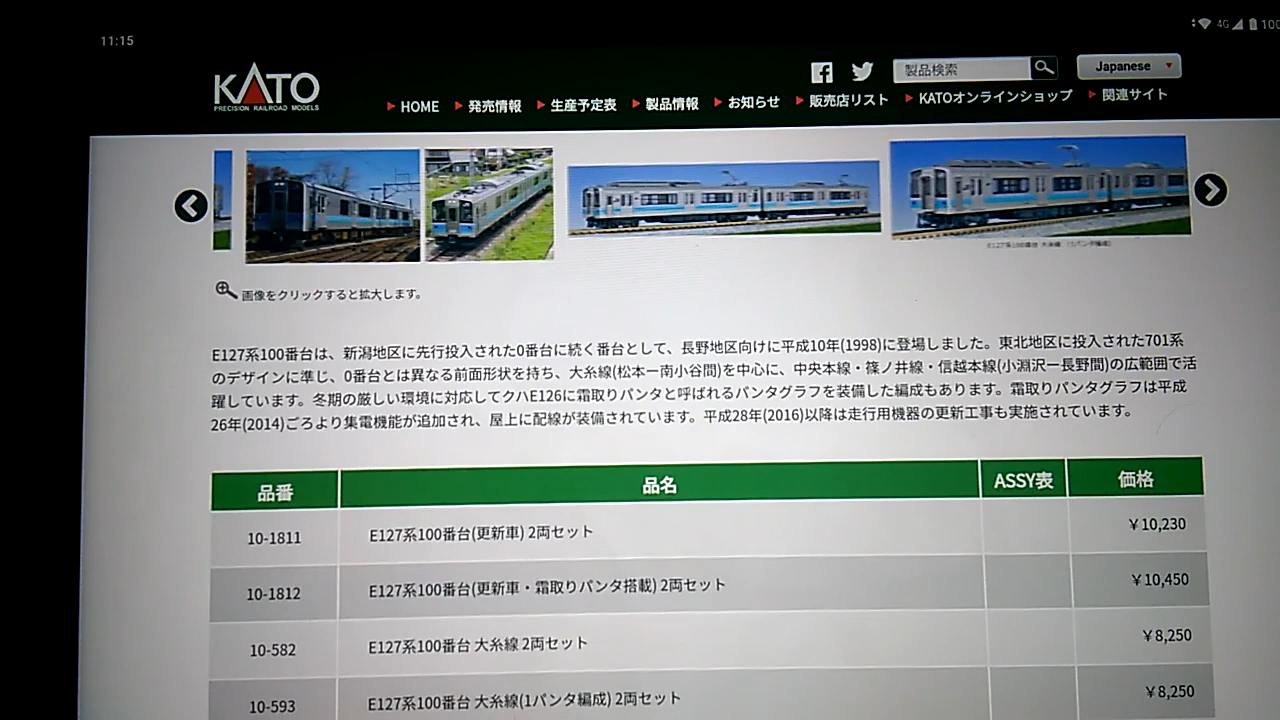 11:15
4G
100
KATO
PRECISION RAILROAD MODELS
製品検索
Japanese
HOME
発売情報
生産予定表
製品情報
お知らせ
販売店リスト
KATOオンラインショップ
関連サイト
E127系100番台 大糸線 (1パンタ編成)
画像をクリックすると拡大します。
E127系100番台は、新潟地区に先行投入された0番台に続く番台として、長野地区向けに平成10年(1998)に登場しました。東北地区に投入された701系
のデザインに準じ、0番台とは異なる前面形状を持ち、大糸線(松本ー南小谷間)を中心に、中央本線・篠ノ井線・信越本線(小淵沢ー長野間)の広範囲で活
躍しています。冬期の厳しい環境に対応してクハE126に霜取りパンタと呼ばれるパンタグラフを装備した編成もあります。霜取りパンタグラフは平成
26年(2014)ごろより集電機能が追加され、屋上に配線が装備されています。平成28年(2016)以降は走行用機器の更新工事も実施されています。
品番 品名 ASSY表 価格
10-1811 E127系100番台(更新車) 2両セット ￥10,230
10-1812 E127系100番台(更新車・霜取りパンタ搭載) 2両セット ￥10,450
10-582 E127系100番台 大糸線 2両セット ￥8,250
10-593 E127系100番台 大糸線(1パンタ編成) 2両セット ￥8,250